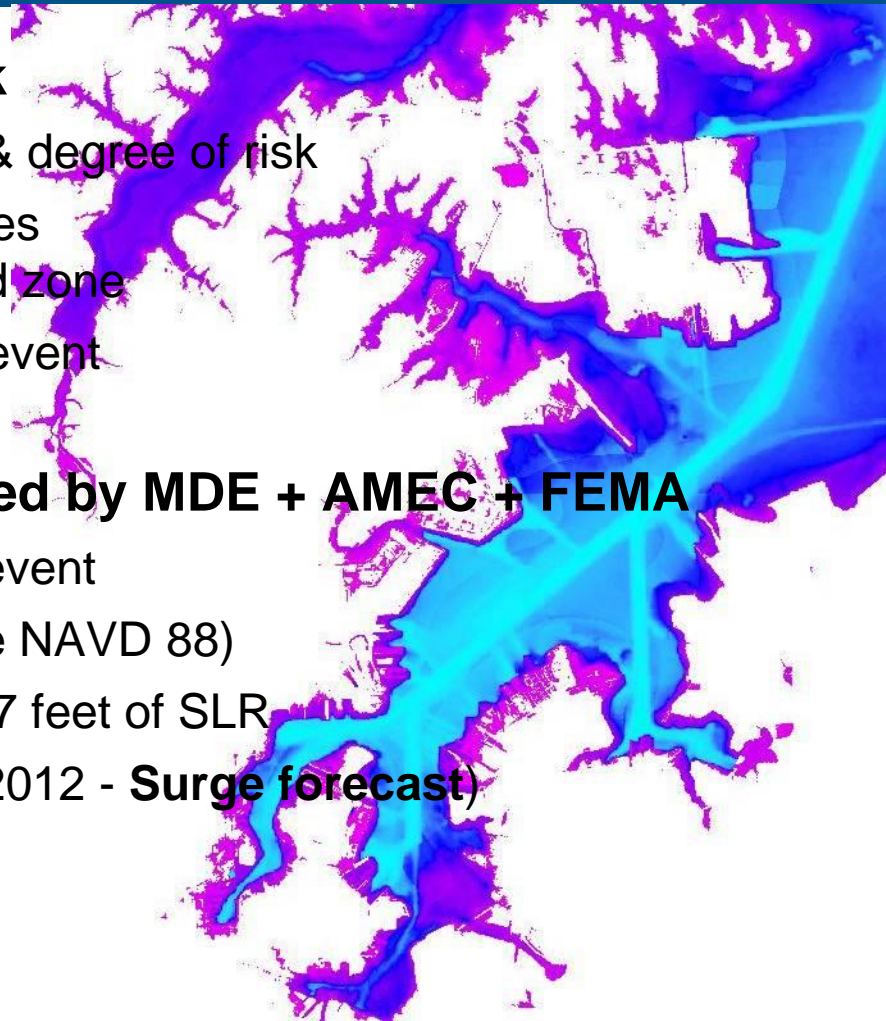 k
& degree of risk
es
d zone
event
ed by MDE + AMEC + FEMA
event
e NAVD 88)
7 feet of SLR
2012 - Surge forecast)